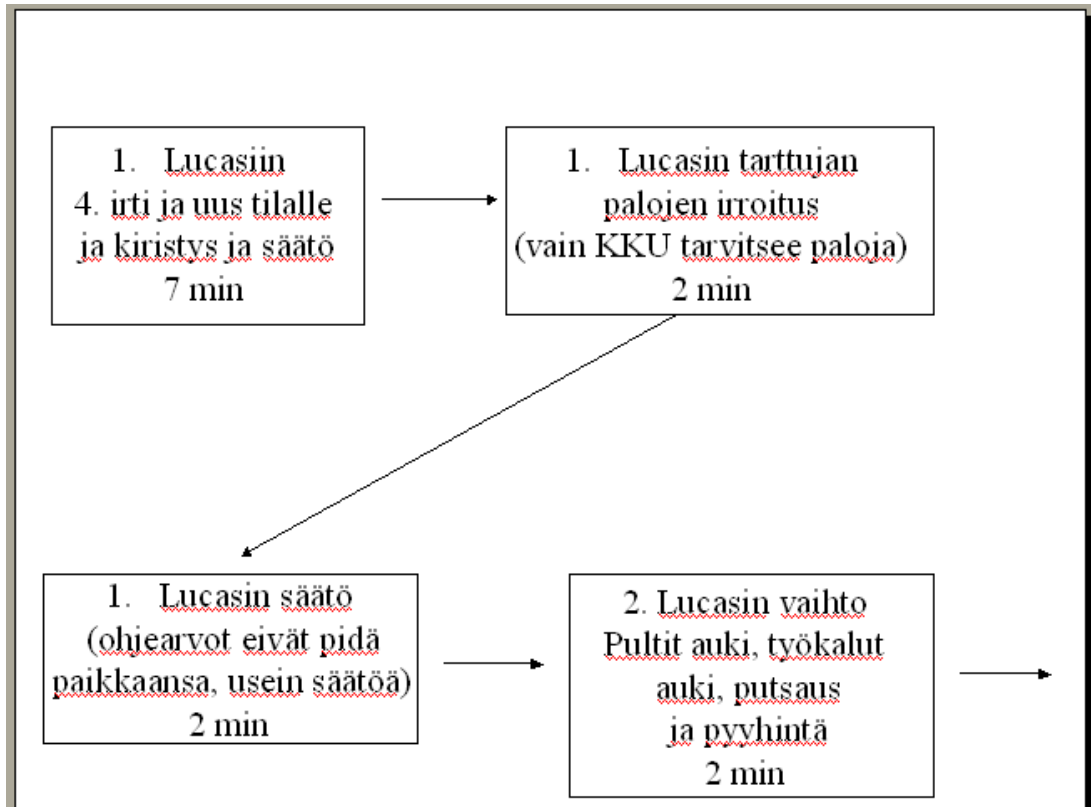 1. Lucasiin
4. irti ja uus tilalle
ja kiristys ja säätö
7 min
1. Lucasin tarttujan
palojen irroitus
(vain KKU tarvitsee paloja)
2 min
1. Lucasin säätö
(ohjearvot eivät pidä
paikkaansa, usein säätöä)
2 min
2. Lucasin vaihto
Pultit auki, työkalut
auki, putsaus
ja pyyhintä
2 min